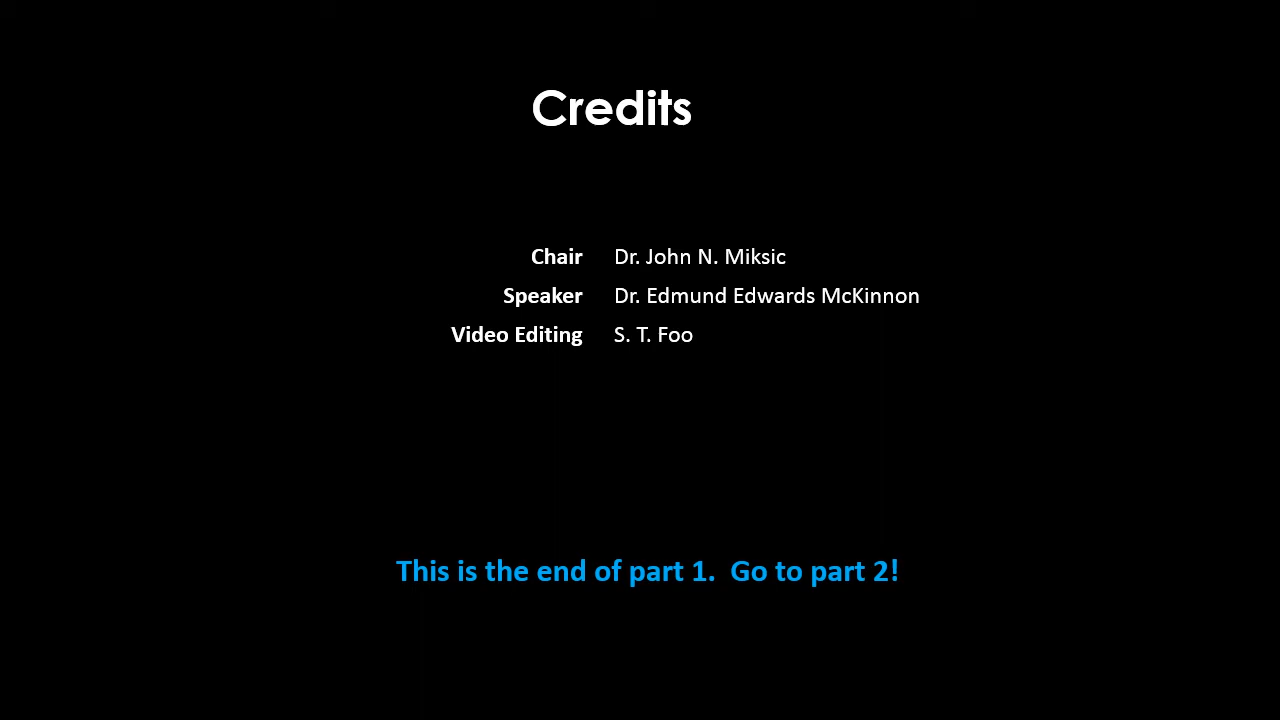 Credits
Chair Dr. John N. Miksic
Speaker Dr. Edmund Edwards McKinnon
Video Editing S. T. Foo
This is the end of part 1.  Go to part 2!